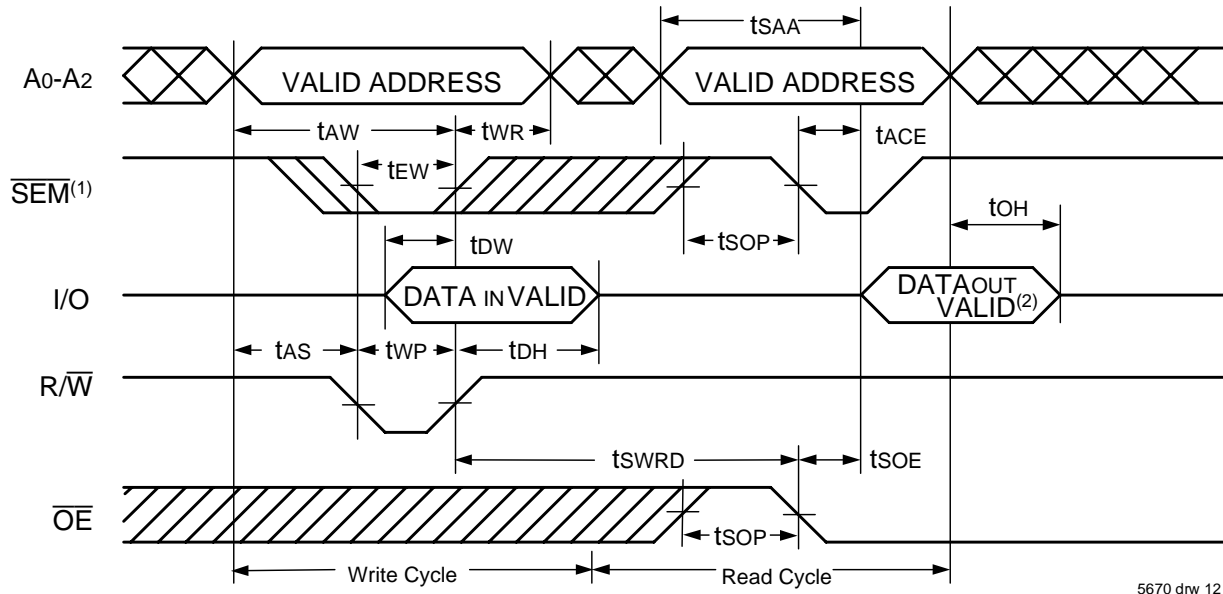 tSAA
A0-A2 VALID ADDRESS VALID ADDRESS
tAW tWR tACE
tEW
SEM(1)
tSOP tOH
tDW
I/O DATA IN VALID DATAOUT
VALID(2)
tAS tWP tDH
R/W
tSWRD tSOE
OE
tSOP
Write Cycle Read Cycle
5670 drw 12